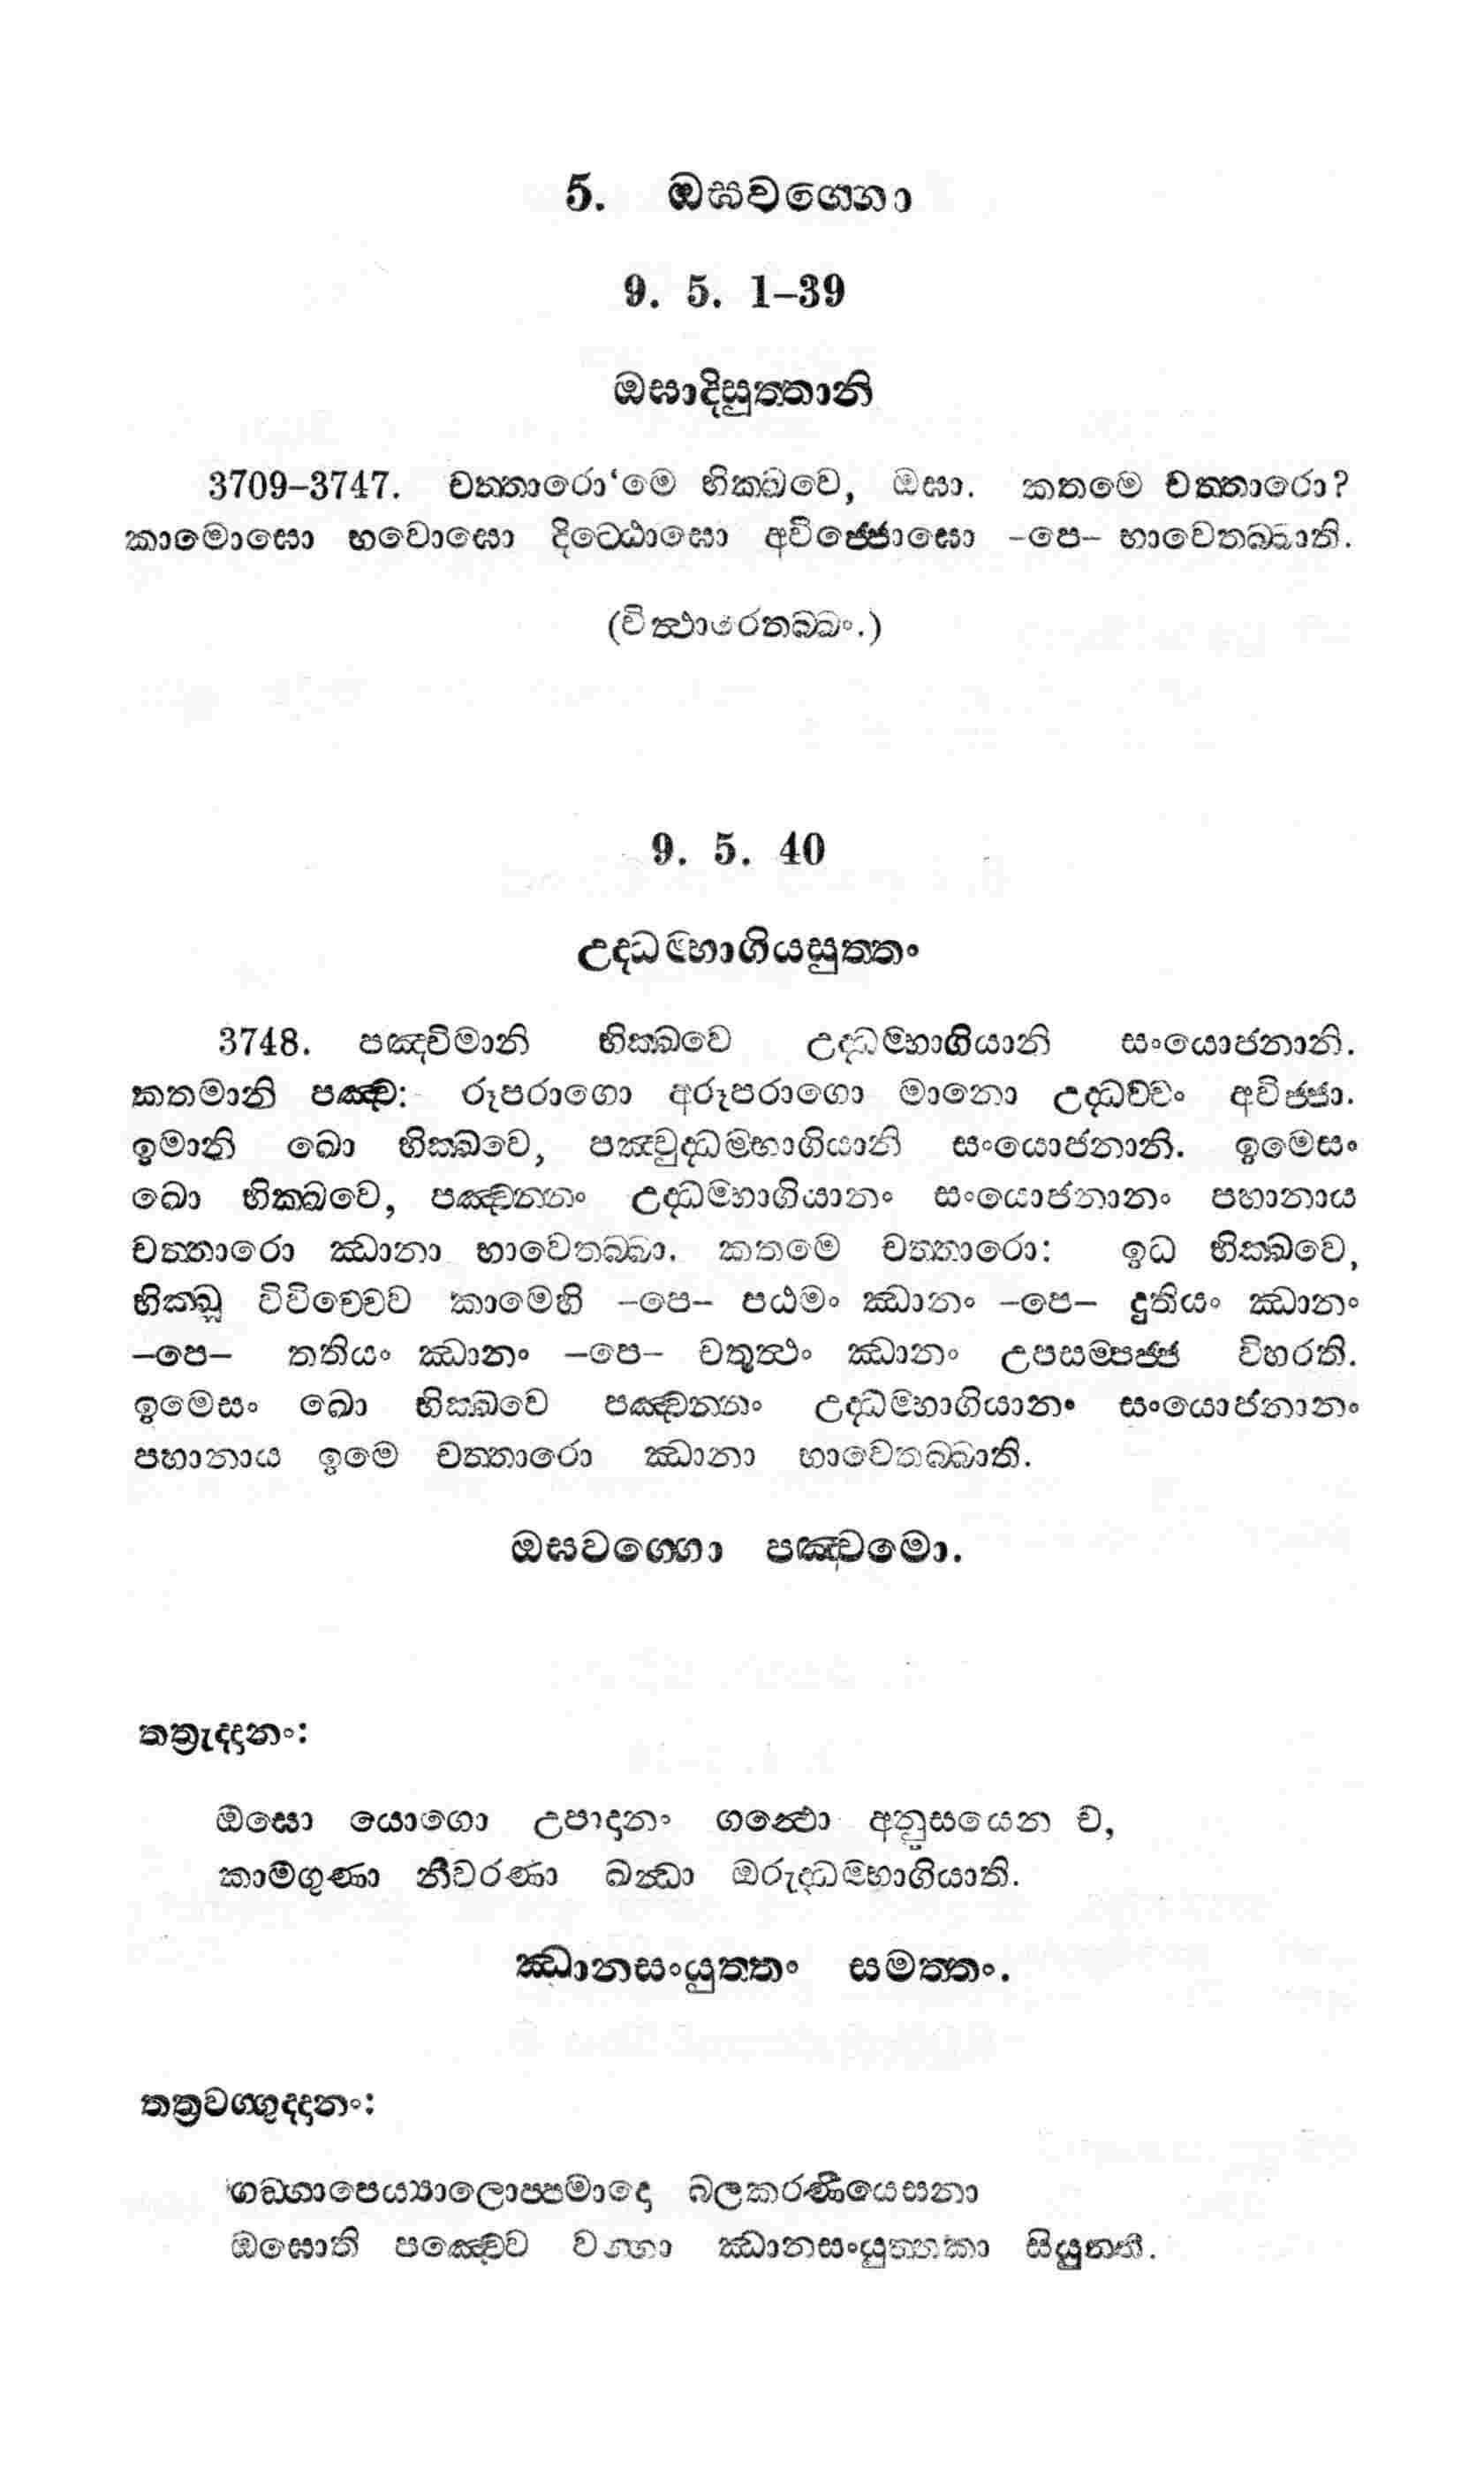 5. ඔඝවග්ගො
9. 5. 1–39
ඔඝාදිසුත්තානි
3709–3747. චත්තාරො‘මෙ භික්ඛවෙ, ඔඝා. කතමෙ චත්තාරො?
කාමොඝො භවොඝො දිට්ඨොඝො අවිජ්ජොඝො –පෙ– භාවෙතබ්බාති.
(විත්ථාරෙතබ්බං.)
9. 5. 40
උද්ධම්භාගියසුත්තං
3748. පඤ්චිමානි භික්ඛවෙ උද්ධම්භාගියානි සංයොජනානි.
කතමානි පඤ්ච: රූපරාගො අරූපරාගො මානො උද්ධච්චං අවිජ්ජා.
ඉමානි ඛො භික්ඛවෙ, පඤ්චුද්ධම්භාගියානි සංයොජනානි. ඉමෙසං
ඛො භික්ඛවෙ, පඤ්චන්නං උද්ධම්භාගියානං සංයොජනානං පහානාය
චත්තාරො ඣානා භාවෙතබ්බා. කතමෙ චත්තාරො: ඉධ භික්ඛවෙ,
භික්ඛු විවිච්චෙව කාමෙහි –පෙ– පඨමං ඣානං –පෙ– දුතියං ඣානං
–පෙ– තතියං ඣානං –පෙ– චතුත්ථං ඣානං උපසම්පජ්ජ විහරති.
ඉමෙසං ඛො භික්ඛවෙ පඤ්චන්නං උද්ධම්භාගියානං සංයොජනානං
පහානාය ඉමෙ චත්තාරො ඣානා භාවෙතබ්බාති.
ඔඝවග්ගො පඤ්චමො.
තත්‍රුද්දානං:
ඔඝො යොගො උපාදානං ගන්ථො අනුසයෙන ච,
කාමගුණා නීවරණා ඛන්ධා ඔරුද්ධම්භාගියාති.
ඣානසංයුත්තං සමත්තං.
තත්‍රවග්ගුද්දානං:
ගඞ්ගාපෙය්‍යාලොප්පමාදො බලකරණීයෙසනා
ඔඝොති පඤ්චෙව වග්ගා ඣානසංයුත්තකා සියුනති.